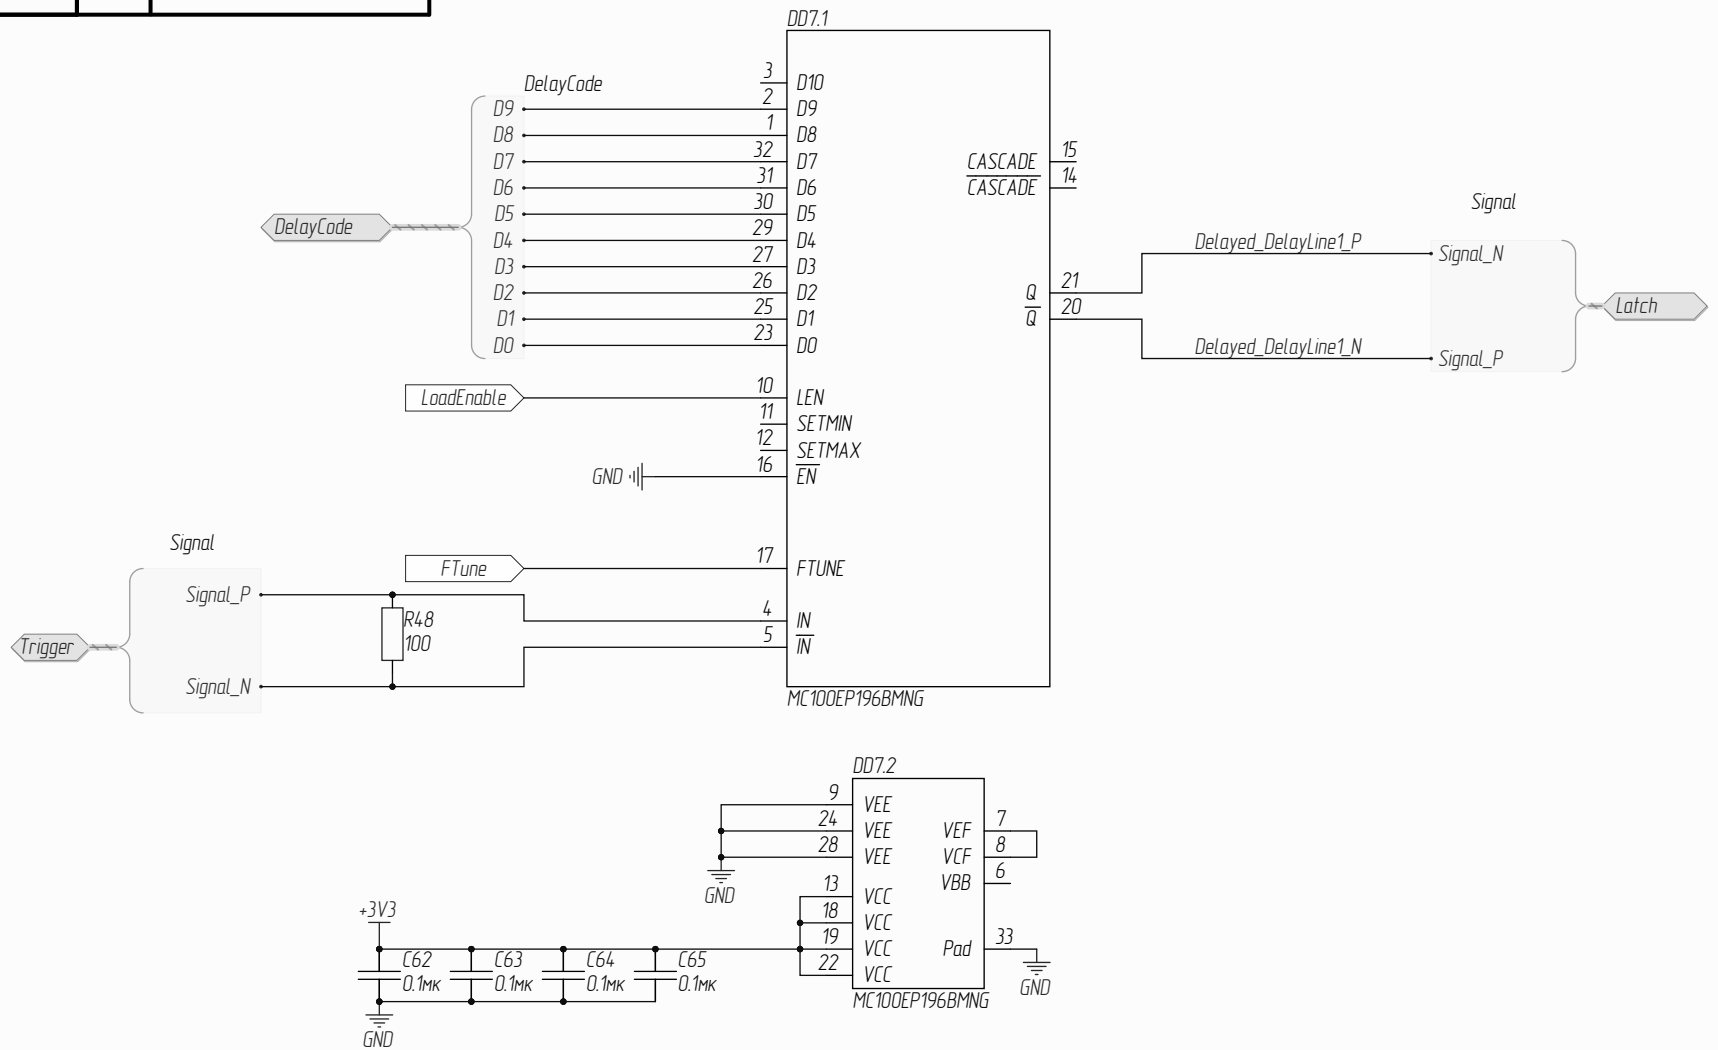 DD7.1
DelayCode
DelayCode
D9
D8
D7
D6
D5
D4
D3
D2
D1
D0
3 D10
2 D9
1 D8
32 D7
31 D6
30 D5
29 D4
27 D3
26 D2
25 D1
23 D0
LoadEnable
10 LEN
11 SETMIN
12 SETMAX
GND
16 EN
FTune
17 FTUNE
4 IN
5 IN
CASCADE 15
CASCADE 14
Q 21
Q 20
MC100EP196BMNG
Signal
Delayed_DelayLine1_P
Signal_N
Latch
Delayed_DelayLine1_N
Signal_P
Signal
Signal_P
Trigger
Signal_N
R48
100
DD7.2
9 VEE
24 VEE
28 VEE
GND
13 VCC
18 VCC
19 VCC
22 VCC
VEF 7
VCF 8
VBB 6
Pad 33
GND
MC100EP196BMNG
+3V3
C62
0.1мк
C63
0.1мк
C64
0.1мк
C65
0.1мк
GND